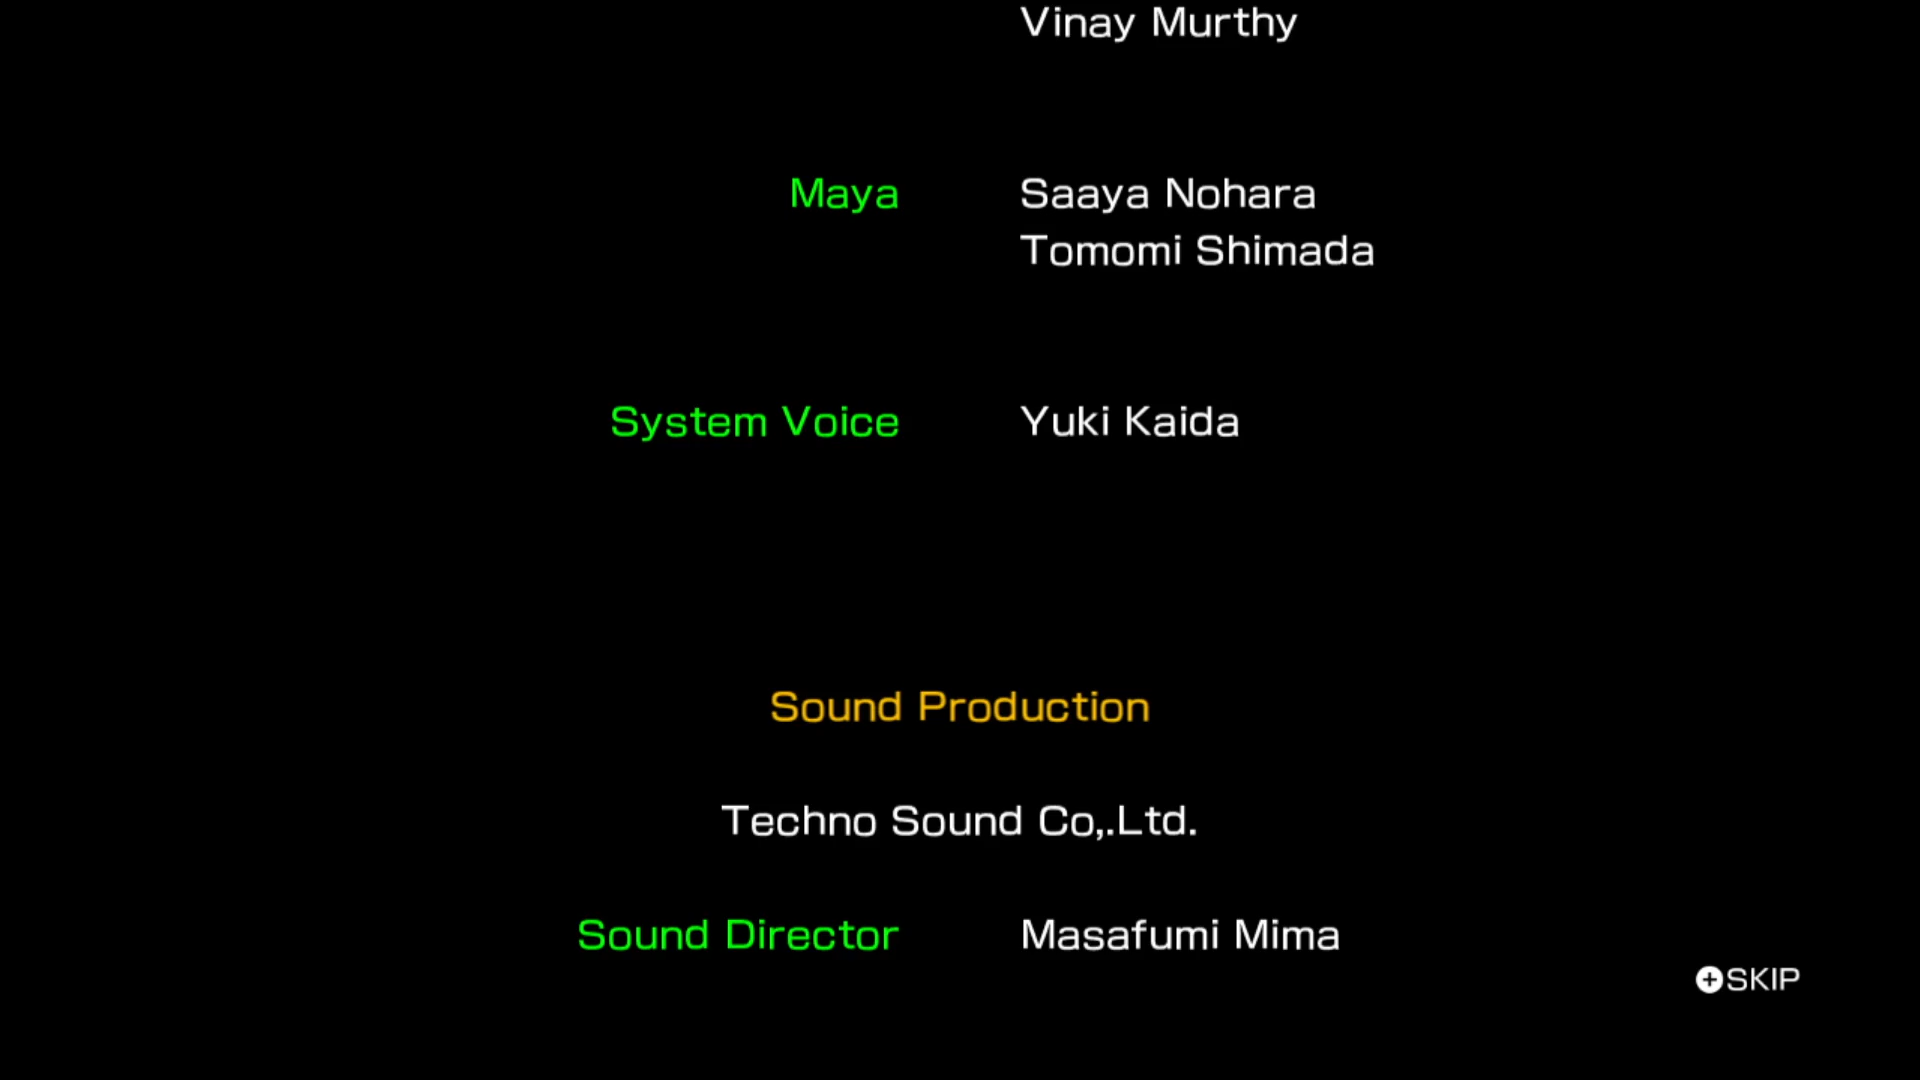 Vinay Murthy
Maya Saaya Nohara
Tomomi Shimada
System Voice Yuki Kaida
Sound Production
Techno Sound Co,.Ltd.
Sound Director Masafumi Mima
+SKIP